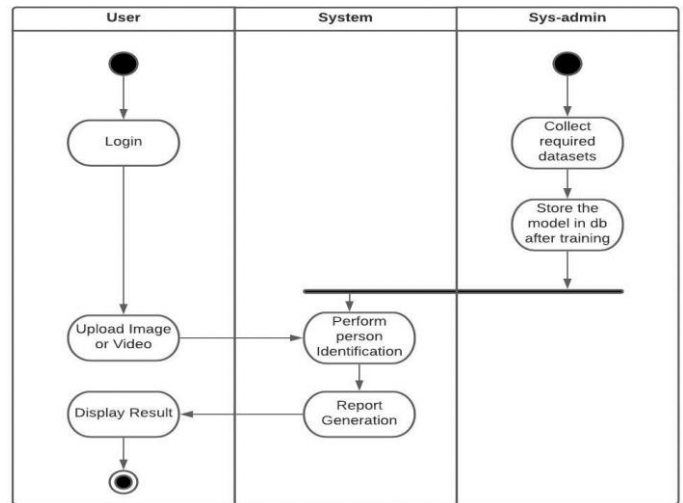 User
System
Sys-admin
Login
Collect
required
datasets
Store the
model in db
after training
Upload Image
or Video
Perform
person
Identification
Display Result
Report
Generation